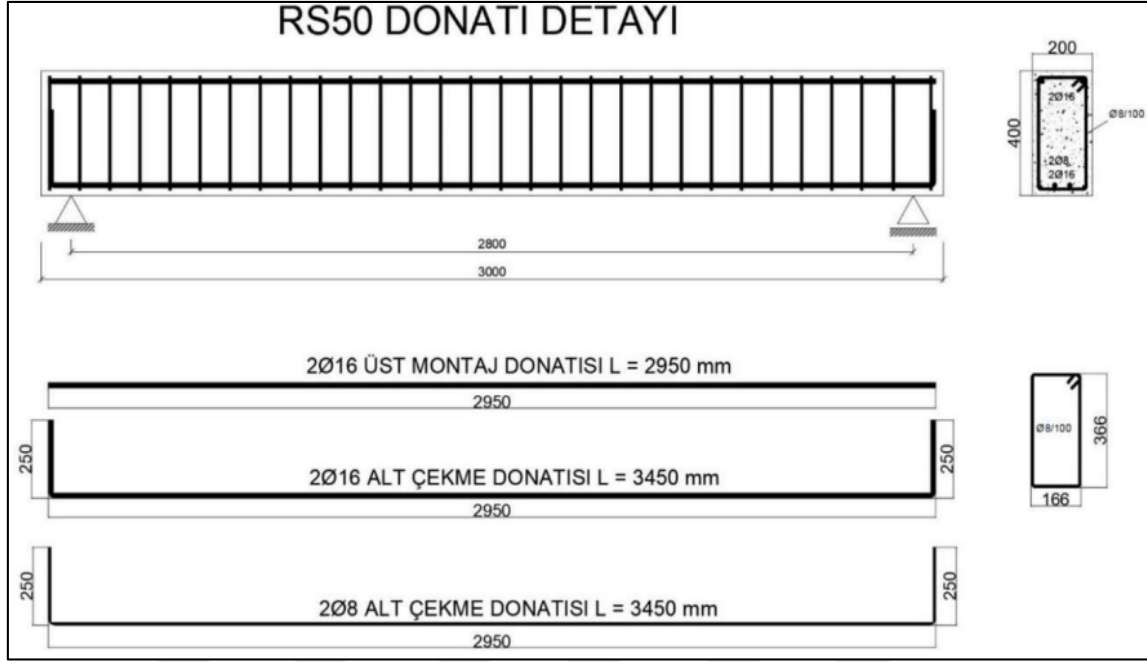 RS50 DONATI DETAYI
200
400
2Ø16
Ø8/100
2Ø8
2Ø16
2800
3000
2Ø16 ÜST MONTAJ DONATISI L = 2950 mm
2950
250
2Ø16 ALT ÇEKME DONATISI L = 3450 mm
250
2950
250
2Ø8 ALT ÇEKME DONATISI L = 3450 mm
250
2950
Ø8/100
366
166